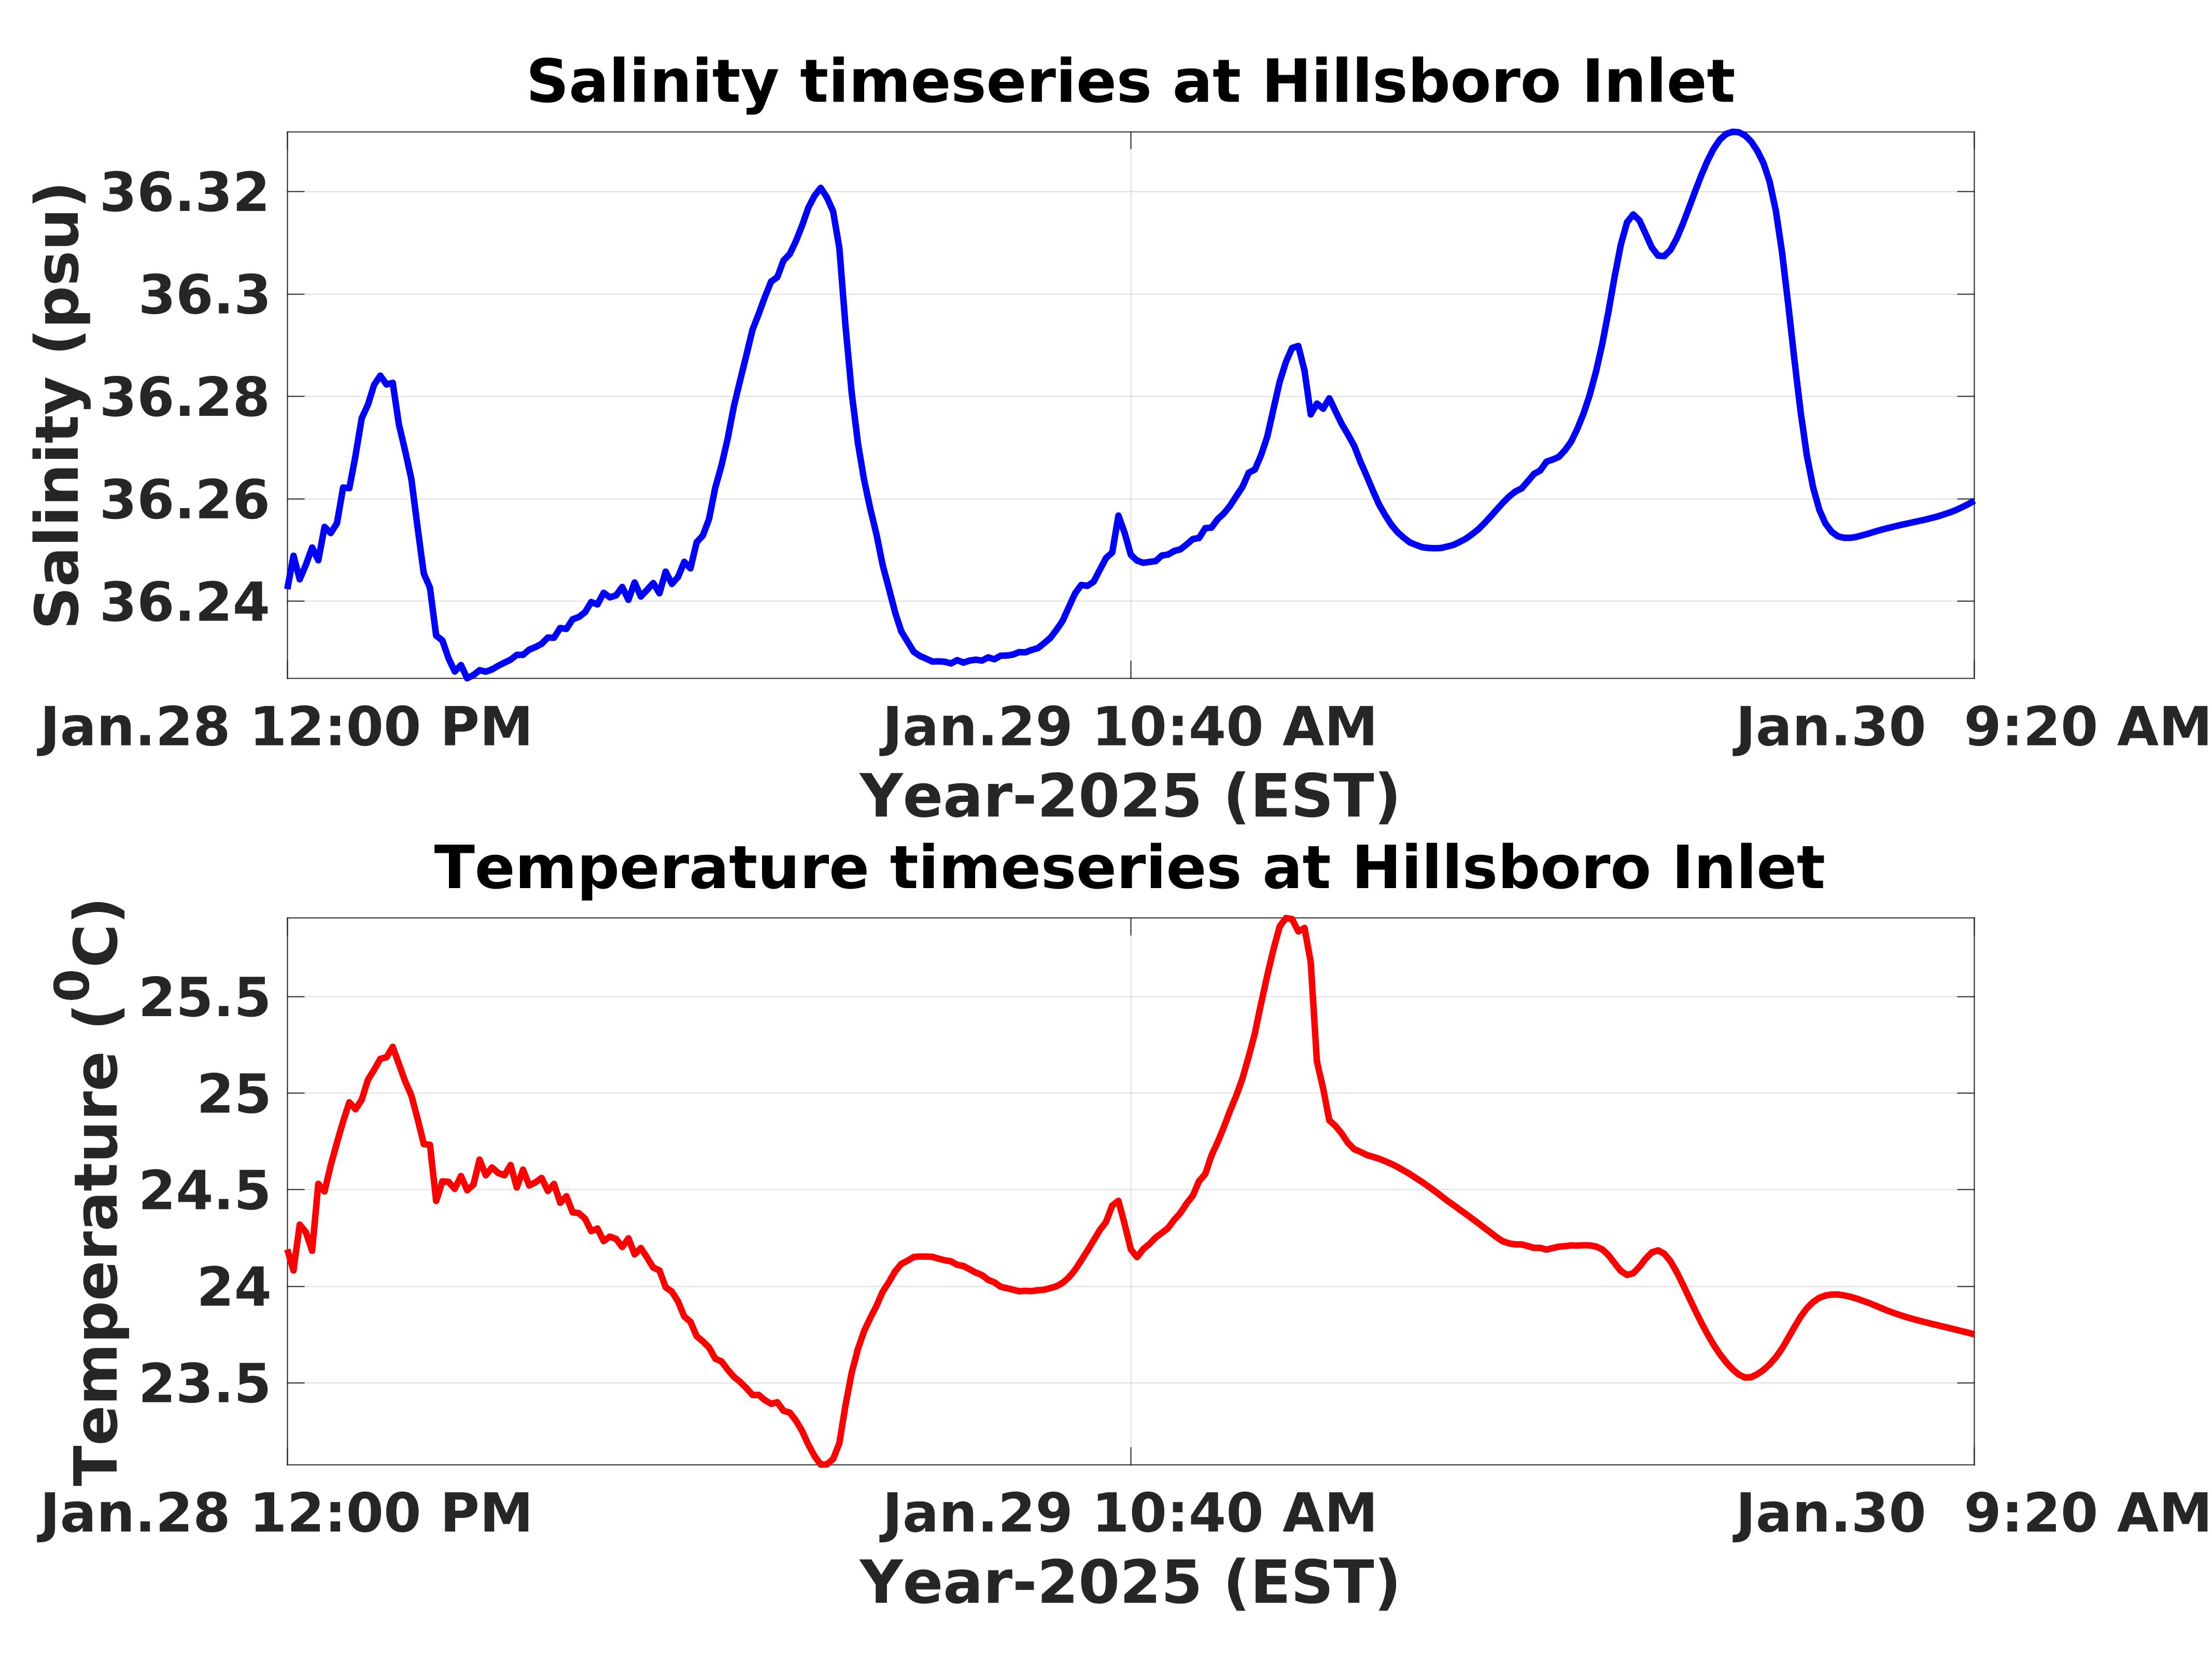 Salinity timeseries at Hillsboro Inlet
Salinity (psu)
36.32
36.3
36.28
36.26
36.24
Jan.28 12:00 PM Jan.29 10:40 AM Jan.30  9:20 AM
Year-2025 (EST)
Temperature timeseries at Hillsboro Inlet
Temperature (⁰C)
25.5
25
24.5
24
23.5
Jan.28 12:00 PM Jan.29 10:40 AM Jan.30  9:20 AM
Year-2025 (EST)